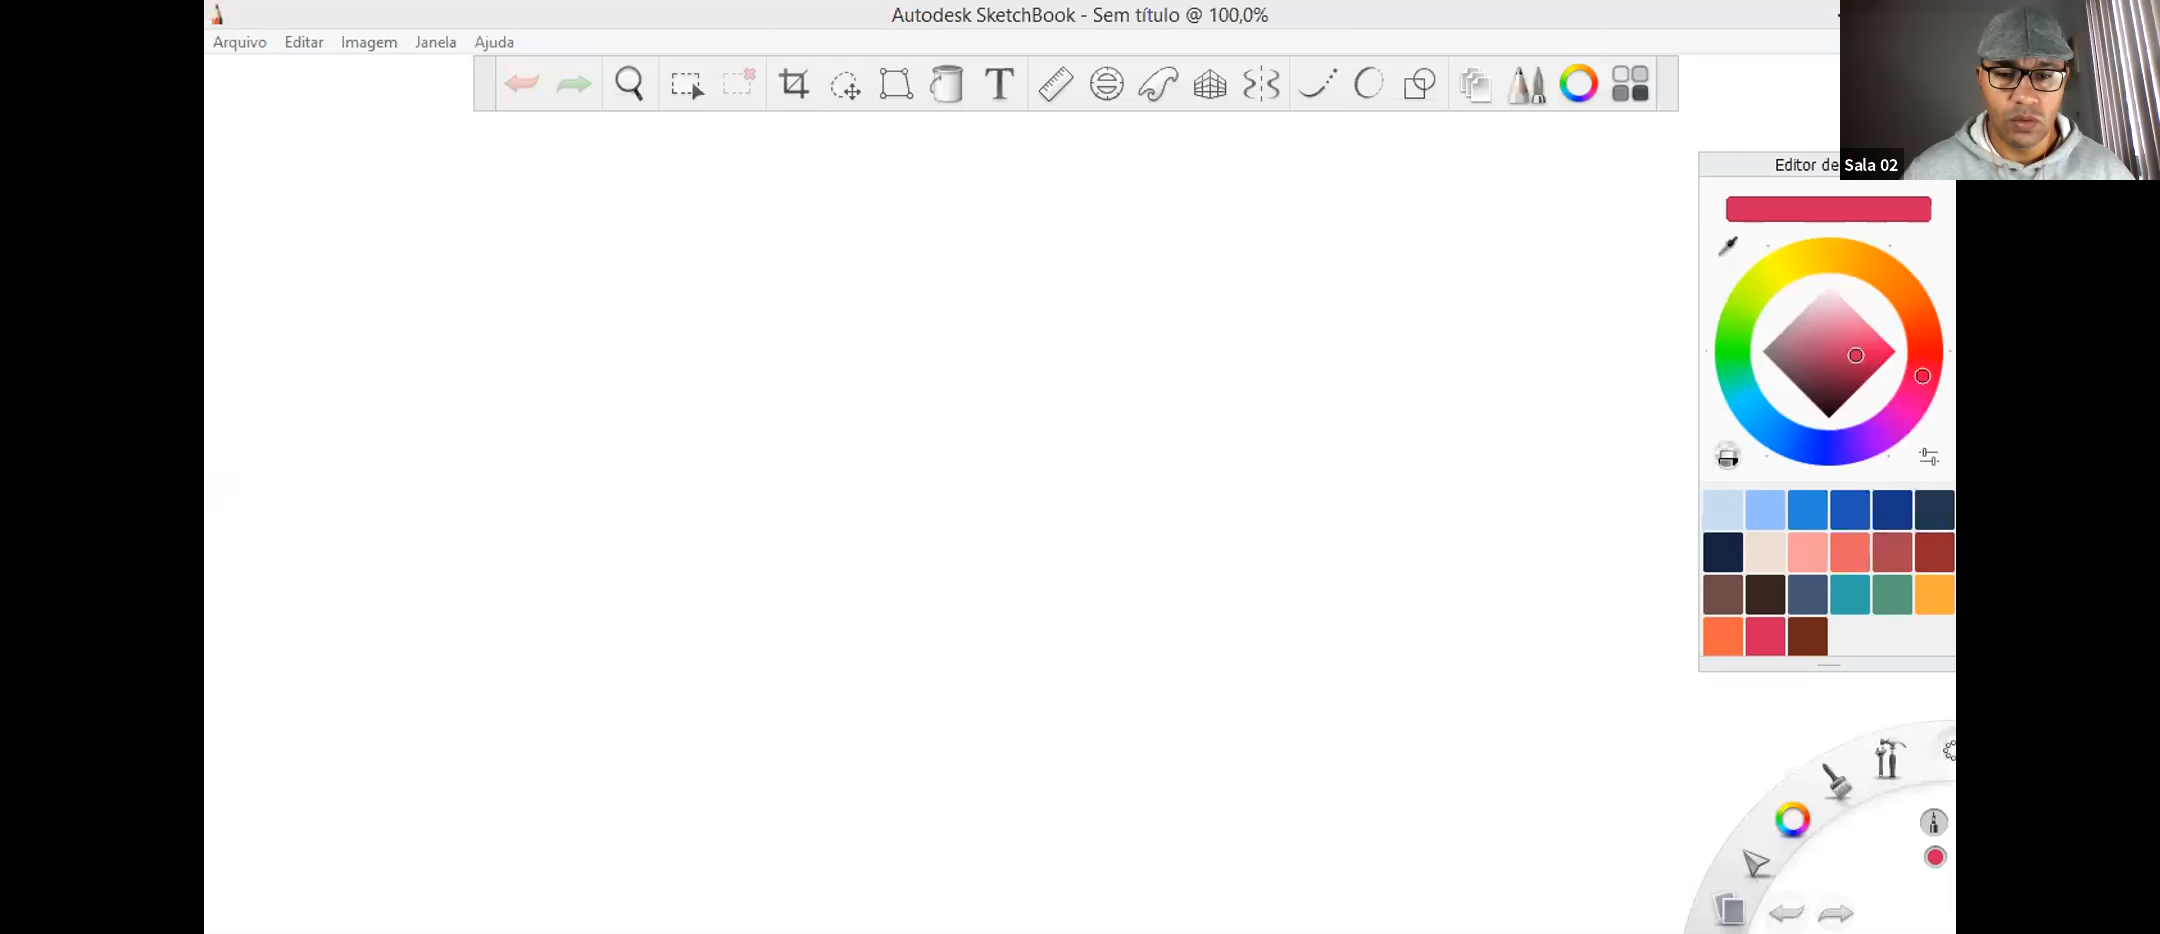 Autodesk SketchBook - Sem título @ 100,0%
Arquivo Editar Imagem Janela Ajuda
T
Editor de
Sala 02